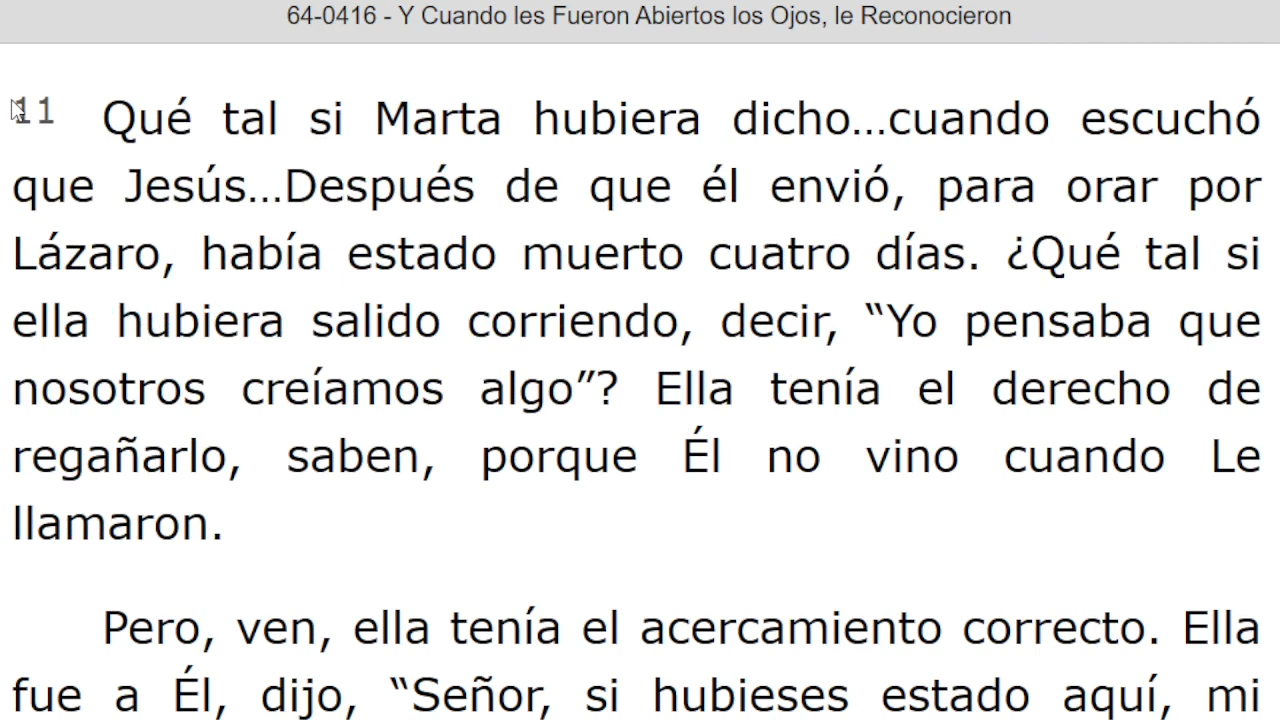 64-0416 - Y Cuando les Fueron Abiertos los Ojos, le Reconocieron
11 Qué tal si Marta hubiera dicho...cuando escuchó
que Jesús...Después de que él envió, para orar por
Lázaro, había estado muerto cuatro días. ¿Qué tal si
ella hubiera salido corriendo, decir, “Yo pensaba que
nosotros creíamos algo”? Ella tenía el derecho de
regañarlo, saben, porque Él no vino cuando Le
llamaron.
Pero, ven, ella tenía el acercamiento correcto. Ella
fue a Él, dijo, “Señor, si hubieses estado aquí, mi